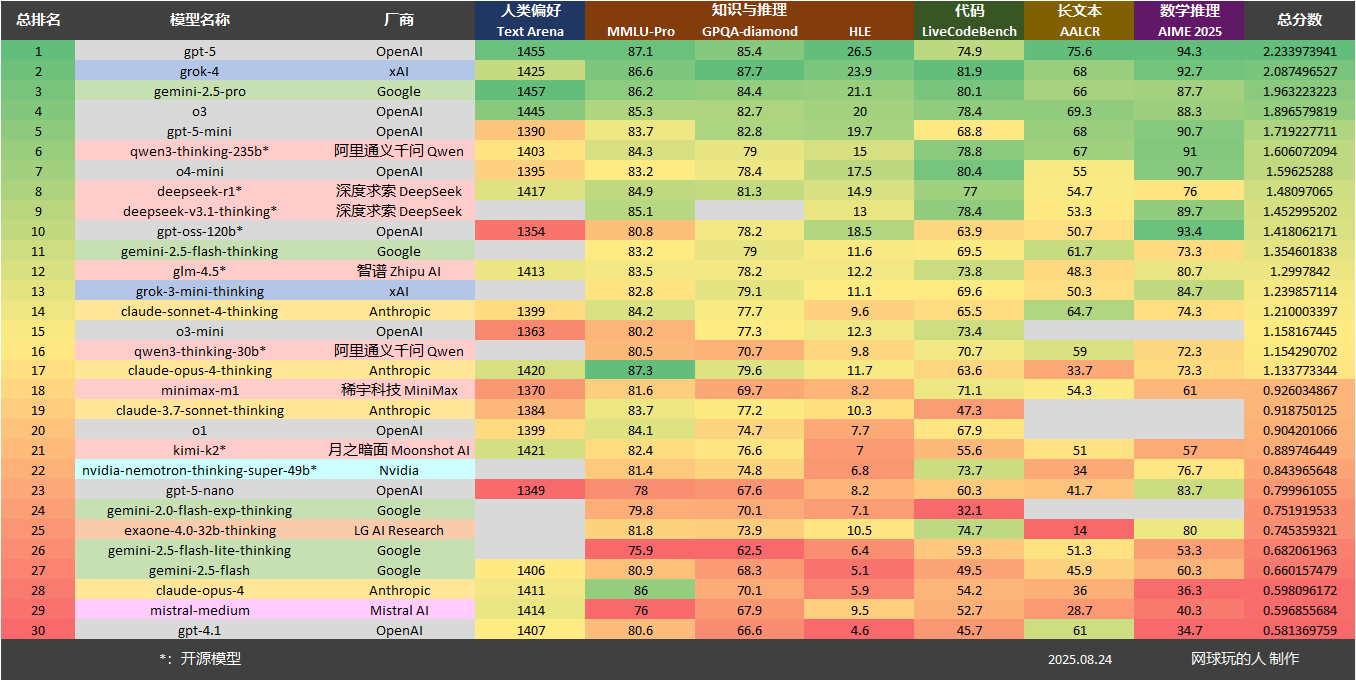 总排名 模型名称 厂商 人类偏好 知识与推理 代码 长文本 数学推理 总分数
Text Arena MMLU-Pro GPQA-diamond HLE LiveCodeBench AALCR AIME 2025
1 gpt-5 OpenAI 1455 87.1 85.4 26.5 74.9 75.6 94.3 2.233973941
2 grok-4 xAI 1425 86.6 87.7 23.9 81.9 68 92.7 2.087496527
3 gemini-2.5-pro Google 1457 86.2 84.4 21.1 80.1 66 87.7 1.963223223
4 o3 OpenAI 1445 85.3 82.7 20 78.4 69.3 88.3 1.896579819
5 gpt-5-mini OpenAI 1390 83.7 82.8 19.7 68.8 68 90.7 1.719227711
6 qwen3-thinking-235b* 阿里通义千问 Qwen 1403 84.3 79 15 78.8 67 91 1.606072094
7 o4-mini OpenAI 1395 83.2 78.4 17.5 80.4 55 90.7 1.59625288
8 deepseek-r1* 深度求索 DeepSeek 1417 84.9 81.3 14.9 77 54.7 76 1.48097065
9 deepseek-v3.1-thinking* 深度求索 DeepSeek 85.1 13 78.4 53.3 89.7 1.452995202
10 gpt-oss-120b* OpenAI 1354 80.8 78.2 18.5 63.9 50.7 93.4 1.418062171
11 gemini-2.5-flash-thinking Google 83.2 79 11.6 69.5 61.7 73.3 1.354601838
12 glm-4.5* 智谱 Zhipu AI 1413 83.5 78.2 12.2 73.8 48.3 80.7 1.2997842
13 grok-3-mini-thinking xAI 82.8 79.1 11.1 69.6 50.3 84.7 1.239857114
14 claude-sonnet-4-thinking Anthropic 1399 84.2 77.7 9.6 65.5 64.7 74.3 1.210003397
15 o3-mini OpenAI 1363 80.2 77.3 12.3 73.4 1.158167445
16 qwen3-thinking-30b* 阿里通义千问 Qwen 80.5 70.7 9.8 70.7 59 72.3 1.154290702
17 claude-opus-4-thinking Anthropic 1420 87.3 79.6 11.7 63.6 33.7 73.3 1.133773344
18 minimax-m1 稀宇科技 MiniMax 1370 81.6 69.7 8.2 71.1 54.3 61 0.926034867
19 claude-3.7-sonnet-thinking Anthropic 1384 83.7 77.2 10.3 47.3 0.918750125
20 o1 OpenAI 1399 84.1 74.7 7.7 67.9 0.904201066
21 kimi-k2* 月之暗面 Moonshot AI 1421 82.4 76.6 7 55.6 51 57 0.889746449
22 nvidia-nemotron-thinking-super-49b* Nvidia 81.4 74.8 6.8 73.7 34 76.7 0.843965648
23 gpt-5-nano OpenAI 1349 78 67.6 8.2 60.3 41.7 83.7 0.799961055
24 gemini-2.0-flash-exp-thinking Google 79.8 70.1 7.1 32.1 0.751919533
25 exaone-4.0-32b-thinking LG AI Research 81.8 73.9 10.5 74.7 14 80 0.745359321
26 gemini-2.5-flash-lite-thinking Google 75.9 62.5 6.4 59.3 51.3 53.3 0.682061963
27 gemini-2.5-flash Google 1406 80.9 68.3 5.1 49.5 45.9 60.3 0.660157479
28 claude-opus-4 Anthropic 1411 86 70.1 5.9 54.2 36 36.3 0.598096172
29 mistral-medium Mistral AI 1414 76 67.9 9.5 52.7 28.7 40.3 0.596855684
30 gpt-4.1 OpenAI 1407 80.6 66.6 4.6 45.7 61 34.7 0.581369759
*：开源模型 2025.08.24 网球玩的人 制作